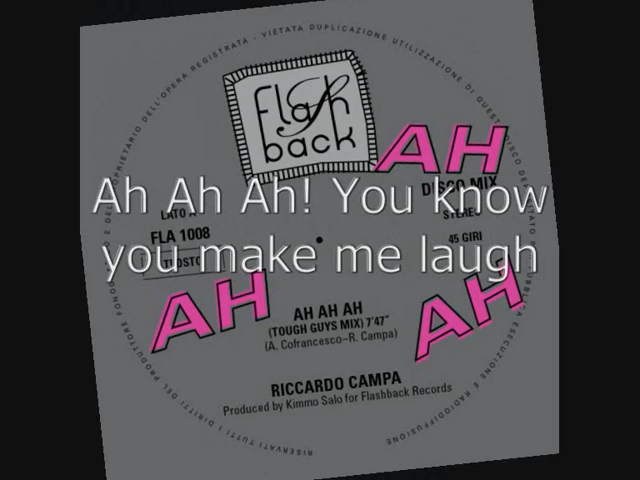 RISERVATI TUTTI I DIRITTI DEL PRODUTTORE FONOGRAFICO E DEL PROPRIETARIO DELL'OPERA REGISTRATA - VIETATA DUPLICAZIONE UTILIZZAZIONE DI QUESTO DISCO
PUBBLICA ESECUZIONE E RADIODIFFUSIONE
Flash
back
AH
DISCO MIX
Ah Ah Ah! You know
LATO A
STEREO
FLA 1008
45 GIRI
you make me laugh
AH
AH
AH AH AH
(TOUGH GUYS MIX) 7'47"
(A. Cofrancesco–R. Campa)
RICCARDO CAMPA
Produced by Kimmo Salo for Flashback Records